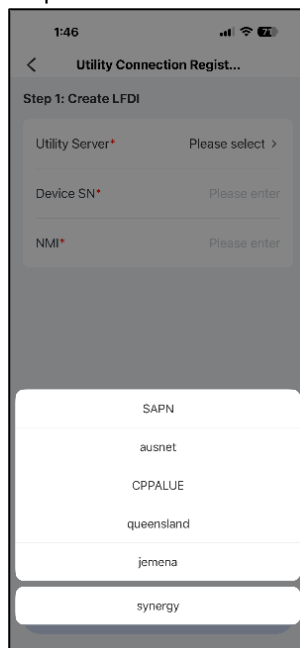 1:46
71
Utility Connection Regist...
Step 1: Create LFDI
Utility Server* Please select >
Device SN* Please enter
NMI* Please enter
SAPN
ausnet
CPPALUE
queensland
jemena
synergy